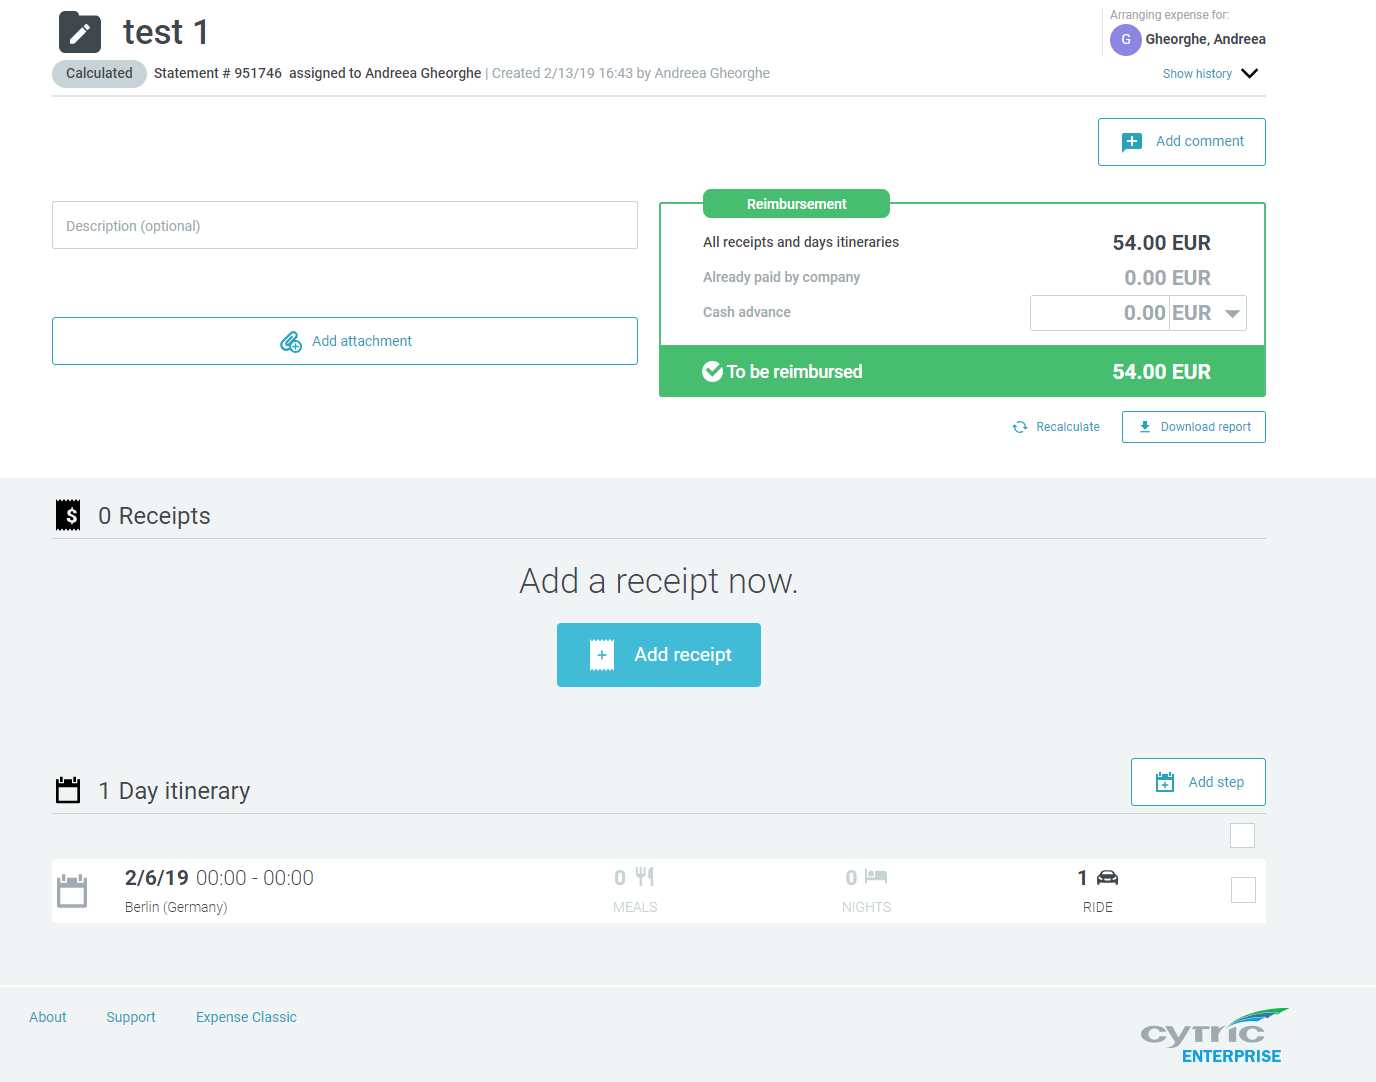 test 1
Arranging expense for:
G Gheorghe, Andreea
Calculated Statement # 951746 assigned to Andreea Gheorghe | Created 2/13/19 16:43 by Andreea Gheorghe
Show history
Add comment
Description (optional)
Add attachment
Reimbursement
All receipts and days itineraries 54.00 EUR
Already paid by company 0.00 EUR
Cash advance 0.00 EUR
To be reimbursed 54.00 EUR
Recalculate Download report
$ 0 Receipts
Add a receipt now.
Add receipt
1 Day itinerary
Add step
2/6/19 00:00 - 00:00 0 0 1
Berlin (Germany) MEALS NIGHTS RIDE
About Support Expense Classic
cytric
ENTERPRISE